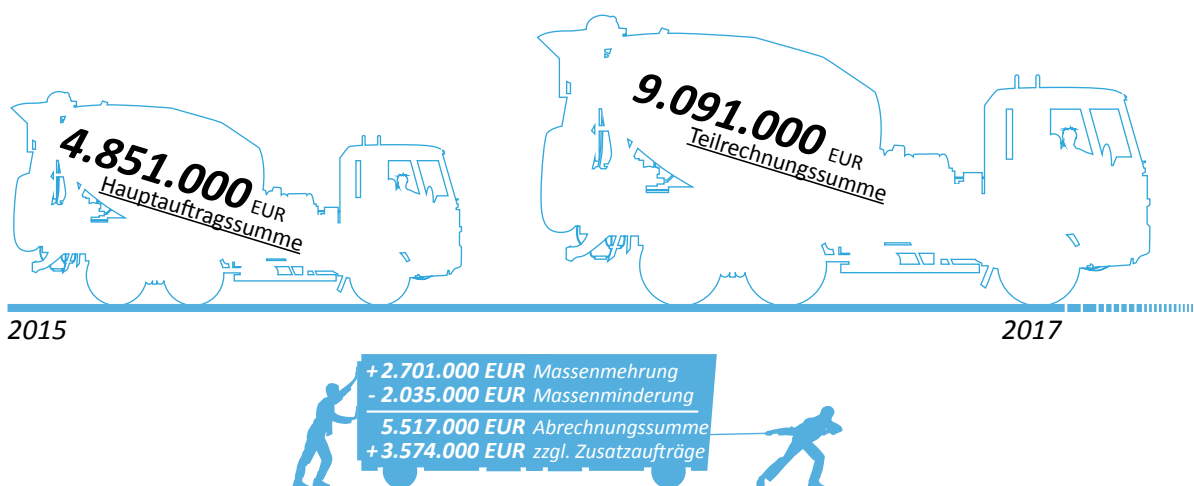 4.851.000 EUR
Hauptauftragssumme
9.091.000 EUR
Teilrechnungssumme
2015
2017
+ 2.701.000 EUR Massenmehrung
- 2.035.000 EUR Massenminderung
5.517.000 EUR Abrechnungssumme
+ 3.574.000 EUR zzgl. Zusatzaufträge